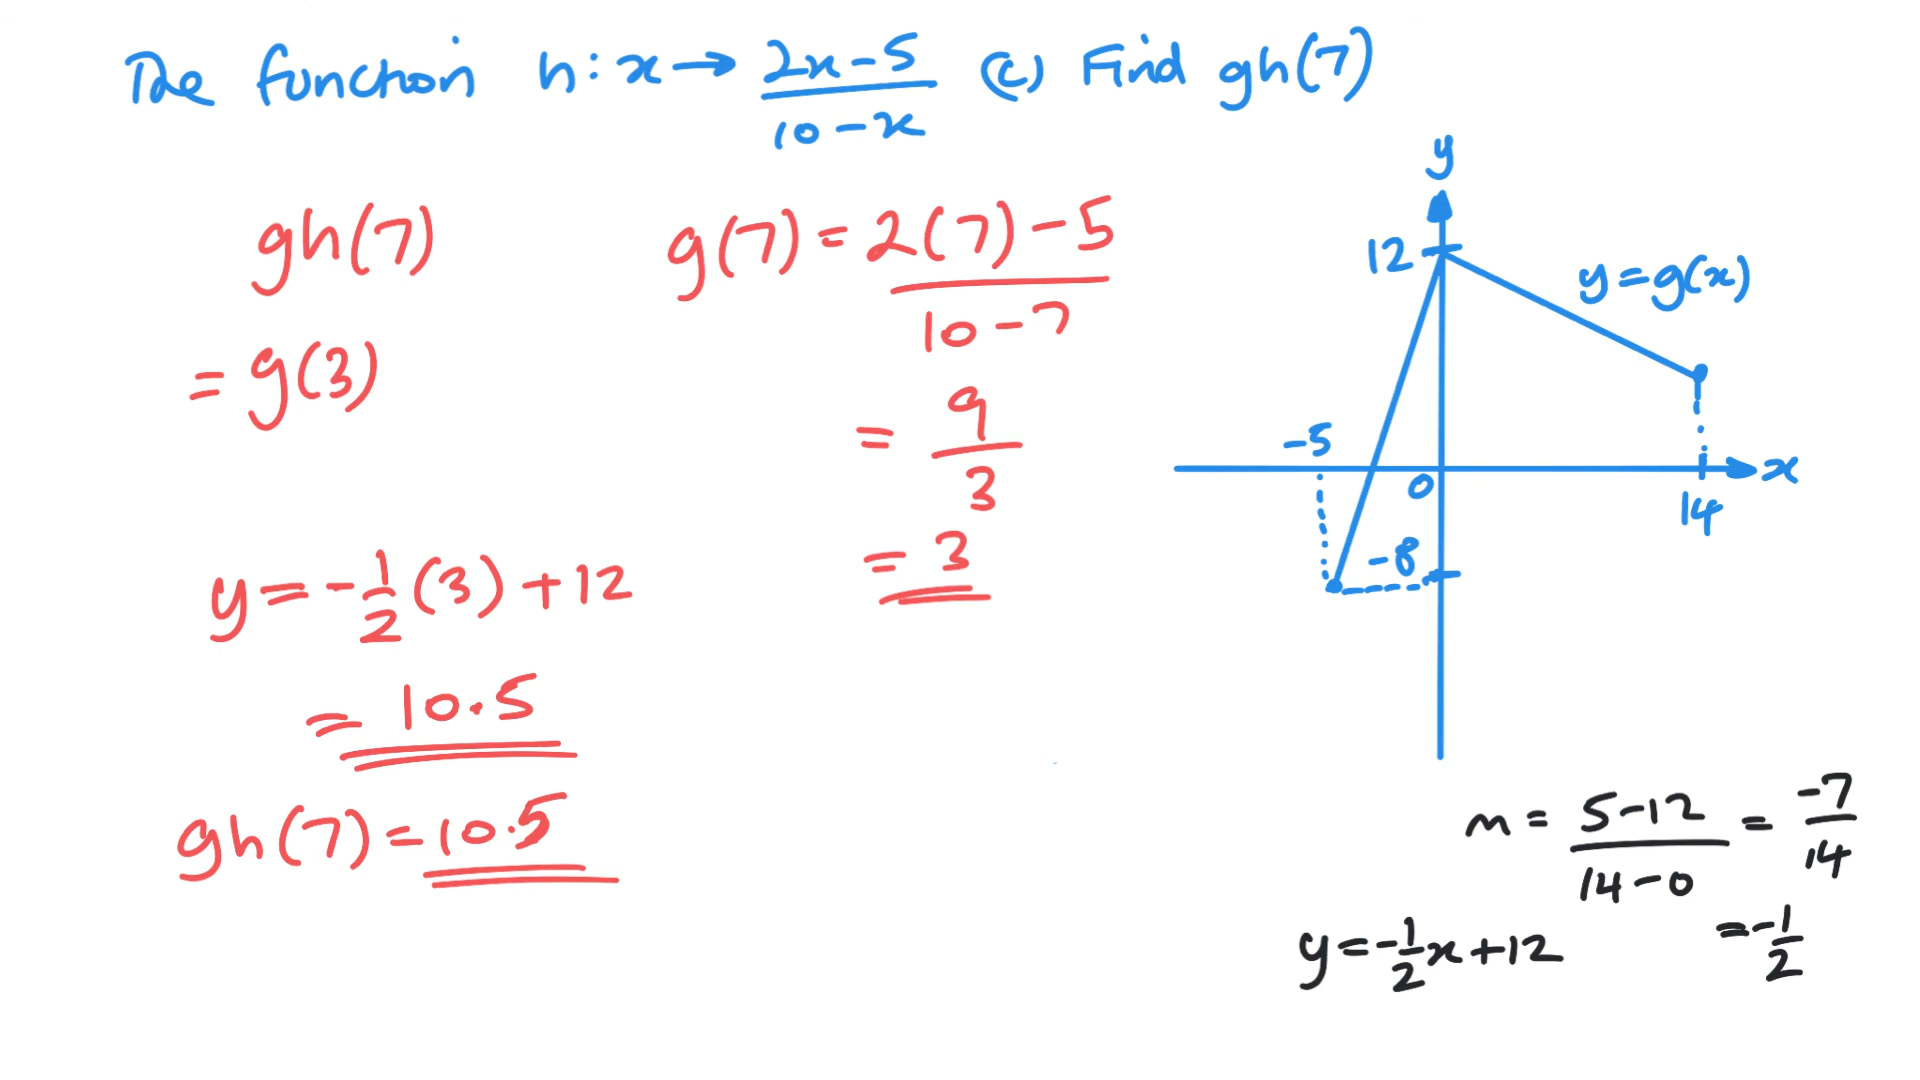 The function h: x → (2x-5)/(10-x) (c) Find gh(7)
gh(7)
= g(3)
y = -1/2 (3) + 12
= 10.5
gh(7) = 10.5
g(7) = (2(7) - 5)/(10 - 7)
= 9/3
= 3
y
12
y = g(x)
-5
0
x
14
-8
m = (5-12)/(14-0) = -7/14
= -1/2
y = -1/2 x + 12